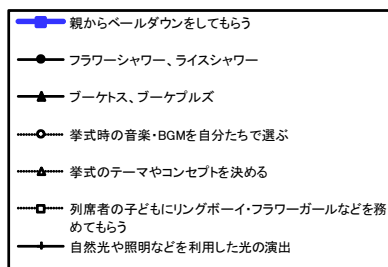 親からベールダウンをしてもらう
フラワーシャワー、ライスシャワー
ブーケトス、ブーケプルズ
挙式時の音楽・BGMを自分たちで選ぶ
挙式のテーマやコンセプトを決める
列席者の子どもにリングボーイ・フラワーガールなどを務
めてもらう
自然光や照明などを利用した光の演出